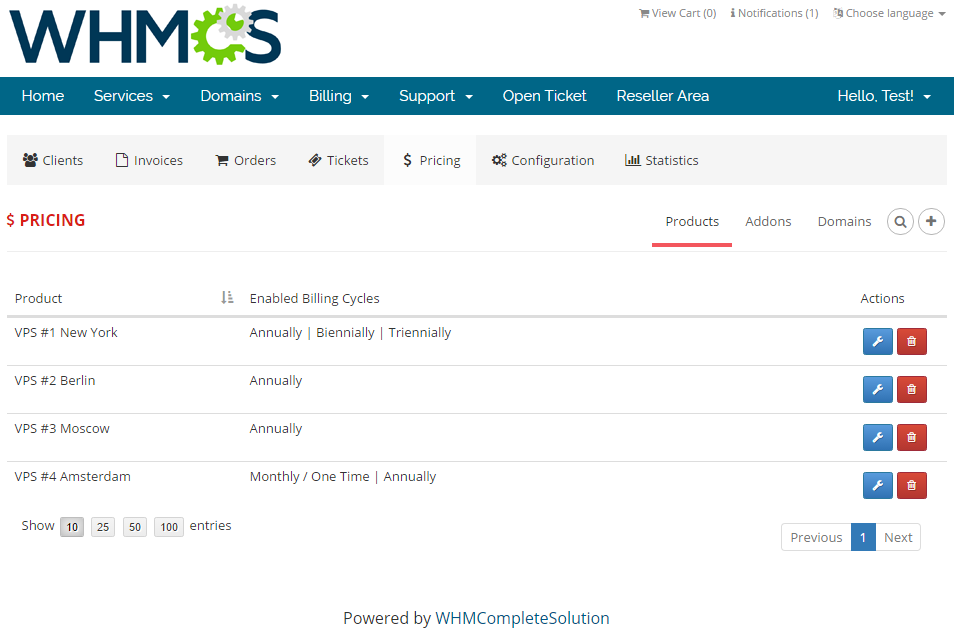 WHMCS
View Cart (0) Notifications (1) Choose language
Home Services Domains Billing Support Open Ticket Reseller Area Hello, Test!
Clients Invoices Orders Tickets $ Pricing Configuration Statistics
$ PRICING
Products Addons Domains
Product Enabled Billing Cycles Actions
VPS #1 New York Annually | Biennially | Triennially
VPS #2 Berlin Annually
VPS #3 Moscow Annually
VPS #4 Amsterdam Monthly / One Time | Annually
Show 10 25 50 100 entries
Previous 1 Next
Powered by WHMCompleteSolution